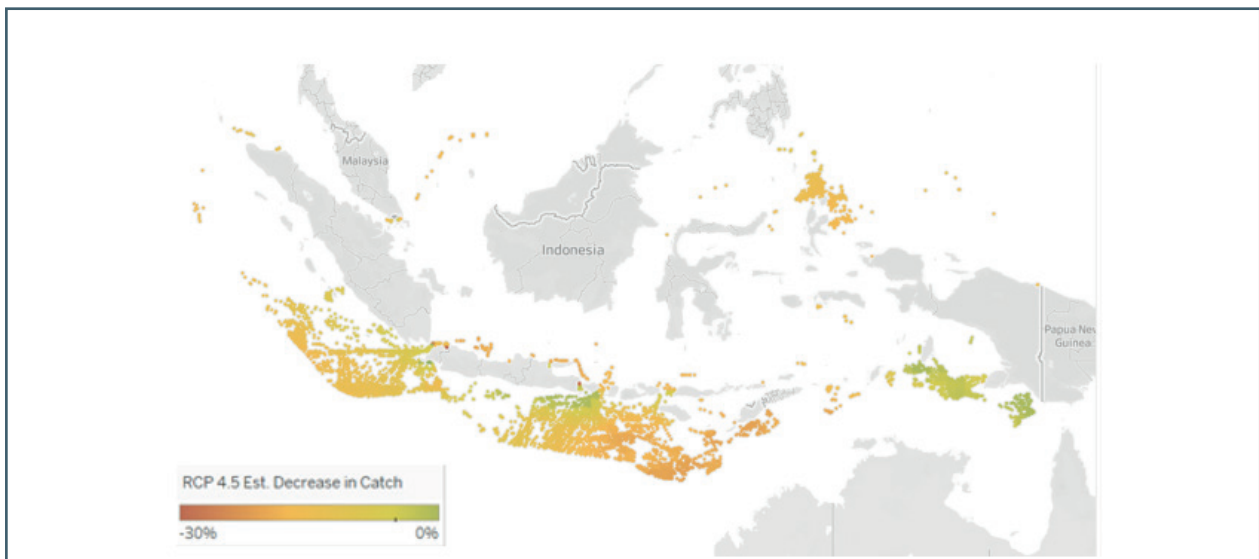 Malaysia
Indonesia
Papua New
Guinea
RCP 4.5 Est. Decrease in Catch
-30% 0%